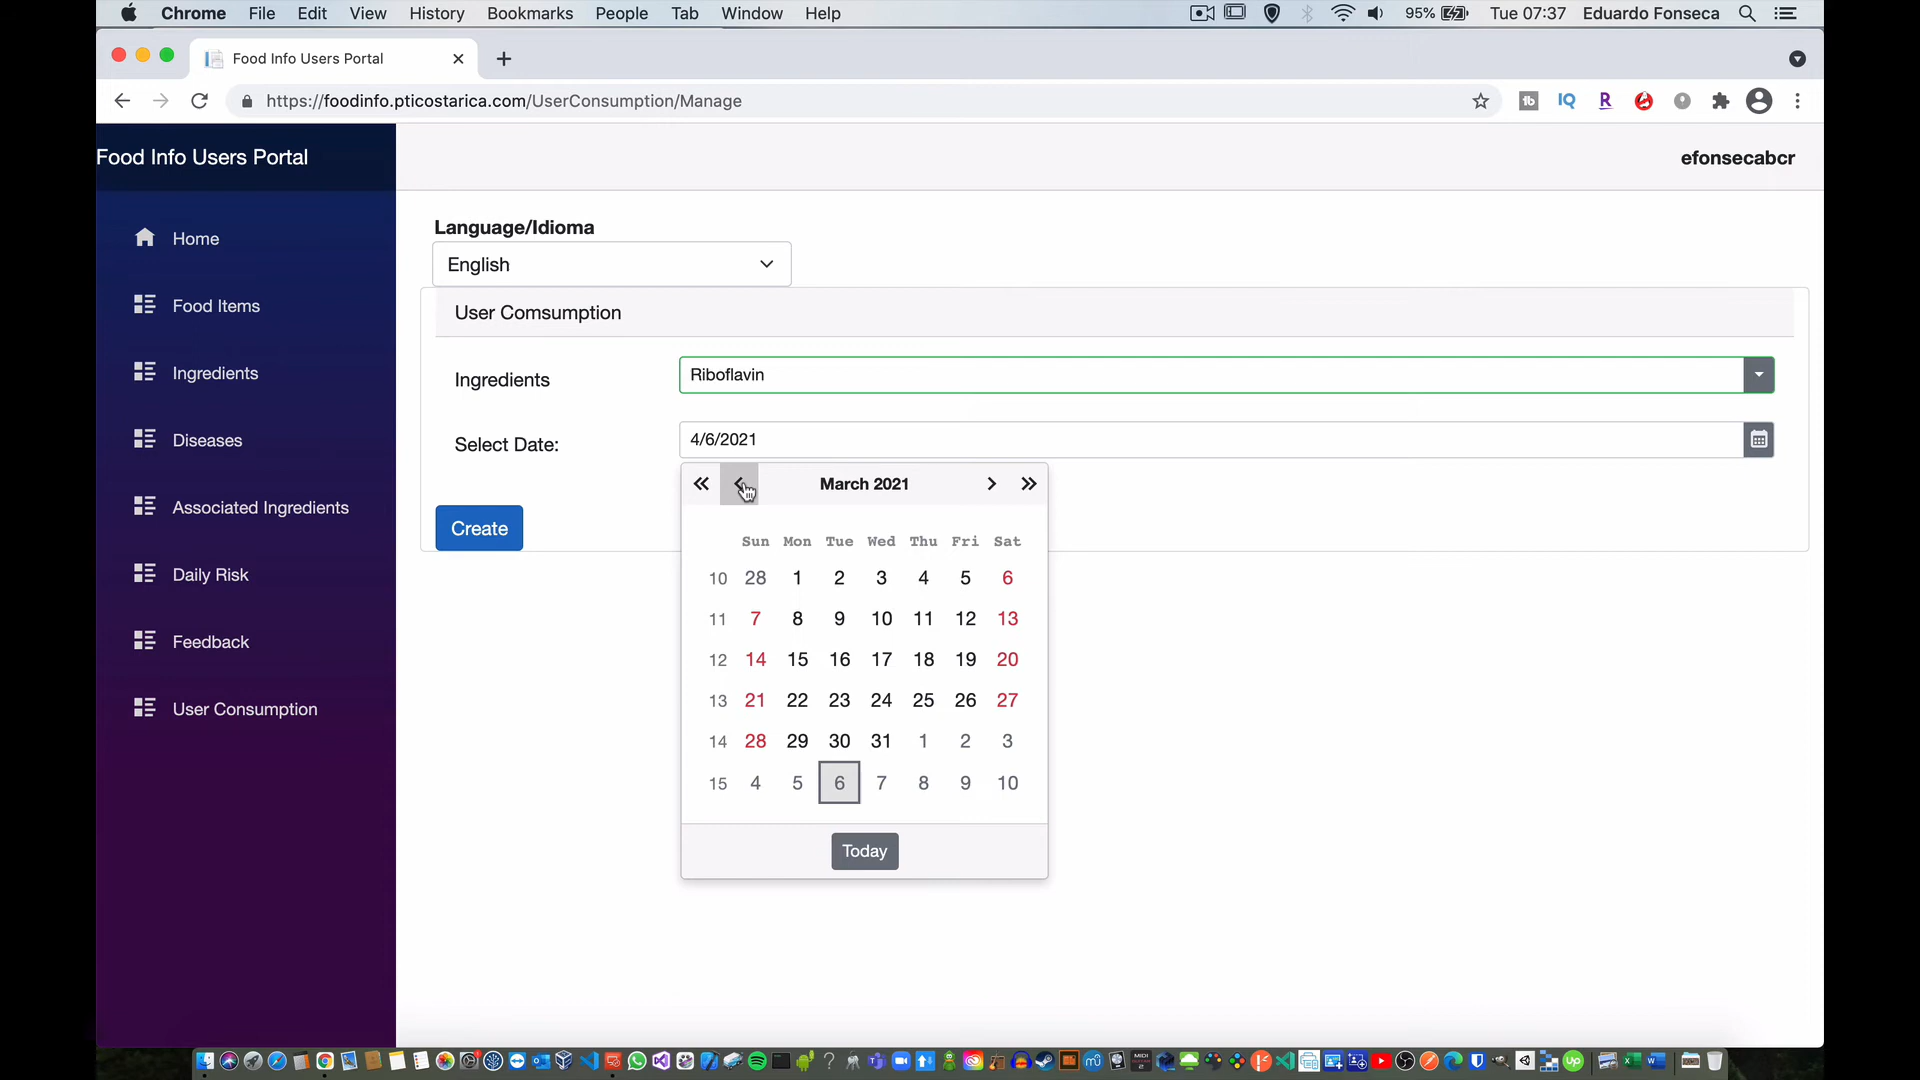 Chrome File Edit View History Bookmarks People Tab Window Help 95% Tue 07:37 Eduardo Fonseca
Food Info Users Portal
https://foodinfo.pticostarica.com/UserConsumption/Manage
Food Info Users Portal
efonsecabcr
Home
Food Items
Ingredients
Diseases
Associated Ingredients
Daily Risk
Feedback
User Consumption
Language/Idioma
English
User Comsumption
Ingredients Riboflavin
Select Date: 4/6/2021
Create
March 2021
Sun Mon Tue Wed Thu Fri Sat
10 28 1 2 3 4 5 6
11 7 8 9 10 11 12 13
12 14 15 16 17 18 19 20
13 21 22 23 24 25 26 27
14 28 29 30 31 1 2 3
15 4 5 6 7 8 9 10
Today